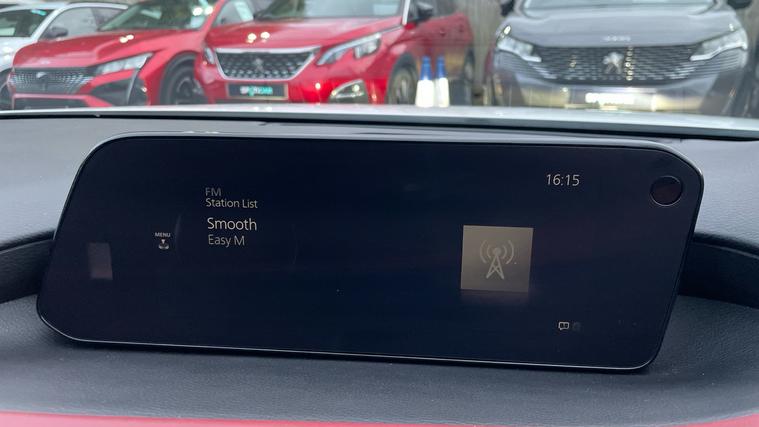 FM
Station List
16:15
Smooth
Easy M
MENU